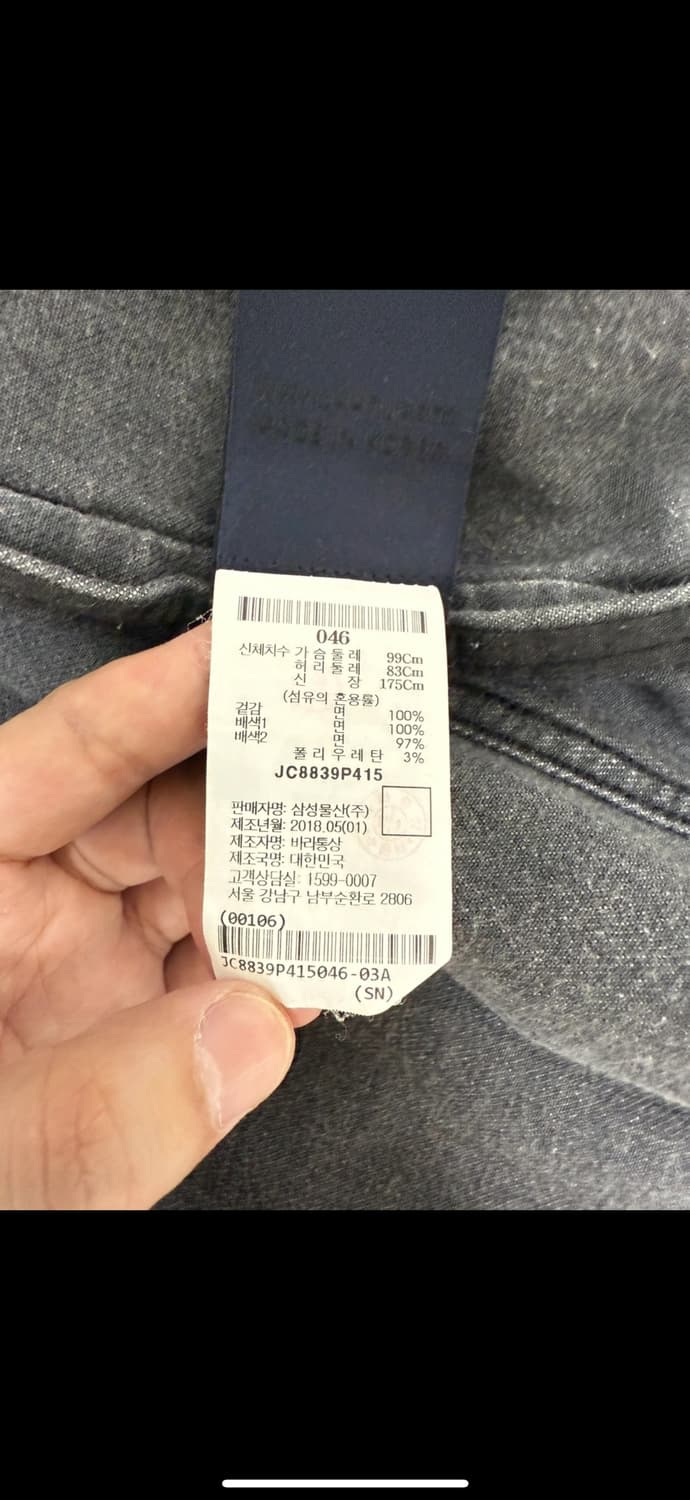 046
신체치수 가슴둘레 99Cm
허리둘레 83Cm
신 장 175Cm
(섬유의 혼용률)
겉감 면 100%
배색1 면 100%
배색2 면 97%
폴리우레탄 3%
JC8839P415
판매자명: 삼성물산(주)
제조년월: 2018.05(01)
제조자명: 바리통상
제조국명: 대한민국
고객상담실: 1599-0007
서울 강남구 남부순환로 2806
(00106)
JC8839P415046-03A
(SN)